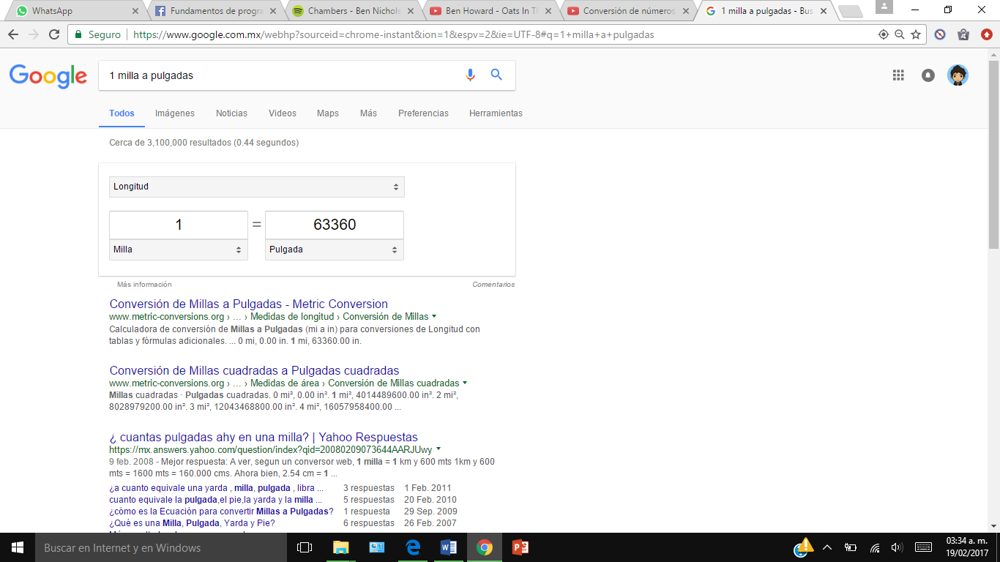 WhatsApp
Fundamentos de progra
Chambers - Ben Nichols
Ben Howard - Oats In Th
Conversión de números
1 milla a pulgadas - Bus
Seguro https://www.google.com.mx/webhp?sourceid=chrome-instant&ion=1&espv=2&ie=UTF-8#q=1+milla+a+pulgadas
Google
1 milla a pulgadas
Todos Imágenes Noticias Videos Maps Más Preferencias Herramientas
Cerca de 3,100,000 resultados (0.44 segundos)
Longitud
1 = 63360
Milla Pulgada
Más información Comentarios
Conversión de Millas a Pulgadas - Metric Conversion
www.metric-conversions.org › ... › Medidas de longitud › Conversión de Millas
Calculadora de conversión de Millas a Pulgadas (mi a in) para conversiones de Longitud con
tablas y fórmulas adicionales. ... 0 mi, 0.00 in. 1 mi, 63360.00 in.
Conversión de Millas cuadradas a Pulgadas cuadradas
www.metric-conversions.org › ... › Medidas de área › Conversión de Millas cuadradas
Millas cuadradas · Pulgadas cuadradas. 0 mi², 0.00 in². 1 mi², 4014489600.00 in². 2 mi²,
8028979200.00 in². 3 mi², 12043468800.00 in². 4 mi², 16057958400.00 ...
¿ cuantas pulgadas ahy en una milla? | Yahoo Respuestas
https://mx.answers.yahoo.com/question/index?qid=20080209073644AARJUwy
9 feb. 2008 - Mejor respuesta: A ver, segun un conversor web, 1 milla = 1 km y 600 mts 1km y 600
mts = 1600 mts = 160.000 cms. Ahora bien, 2.54 cm = 1 ...
¿a cuanto equivale una yarda , milla, pulgada , libra ... 3 respuestas 1 Feb. 2011
cuanto equivale la pulgada,el pie,la yarda y la milla ... 5 respuestas 20 Feb. 2010
¿cómo es la Ecuación para convertir Millas a Pulgadas? 1 respuesta 29 Sep. 2009
¿Qué es una Milla, Pulgada, Yarda y Pie? 6 respuestas 26 Feb. 2007
Buscar en Internet y en Windows
03:34 a. m.
19/02/2017